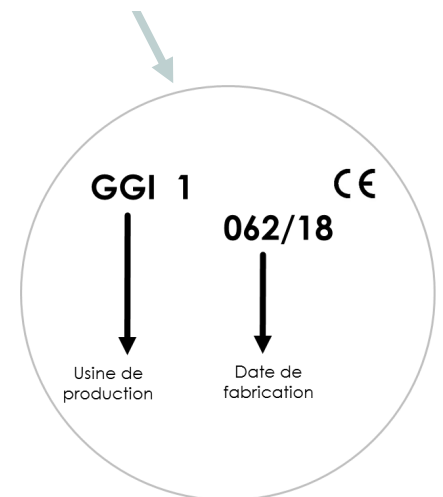 GGI 1
CE
062/18
Usine de
production
Date de
fabrication